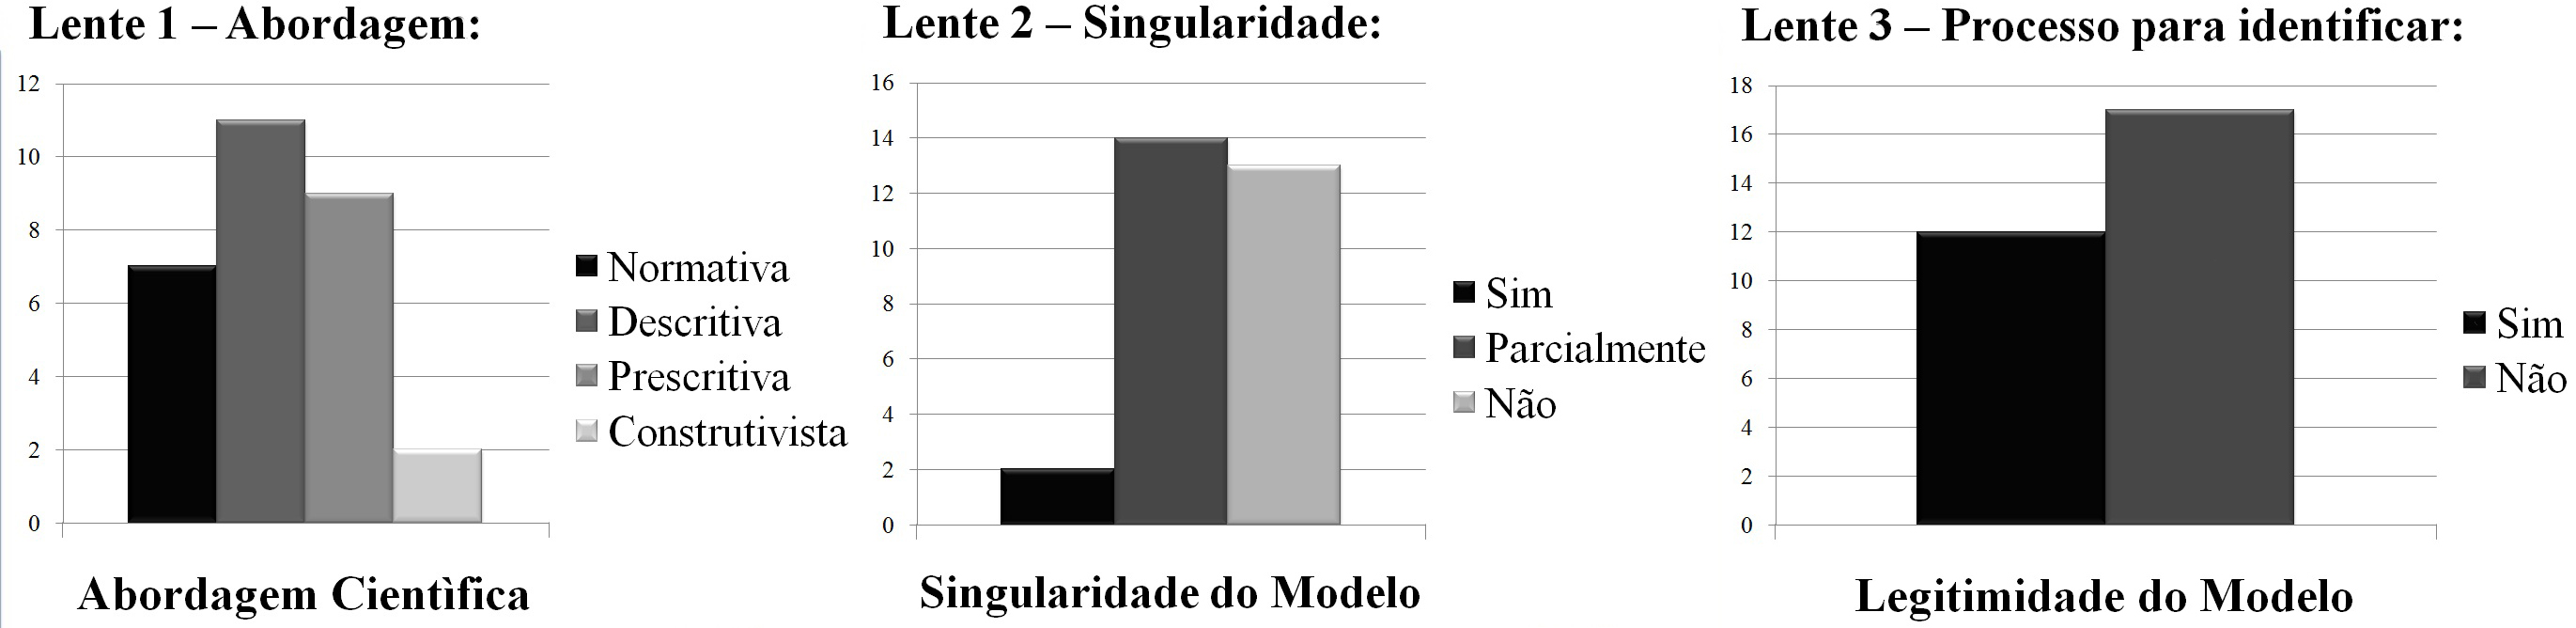 Lente 1 – Abordagem:
12
10
8
6
4
2
0
Normativa
Descritiva
Prescritiva
Construtivista
Abordagem Cientìfica
Lente 2 – Singularidade:
16
14
12
10
8
6
4
2
0
Sim
Parcialmente
Não
Singularidade do Modelo
Lente 3 – Processo para identificar:
18
16
14
12
10
8
6
4
2
0
Sim
Não
Legitimidade do Modelo